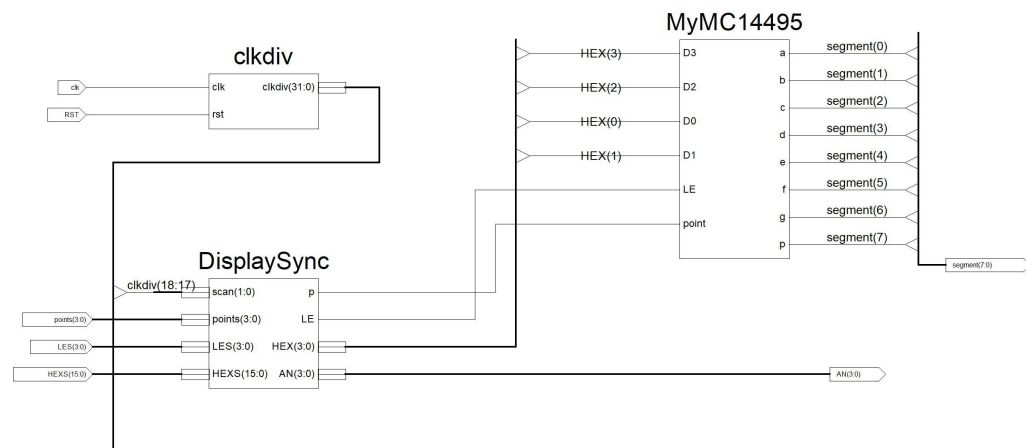 MyMC14495
clkdiv
clk
RST
clk
rst
clkdiv(31:0)
HEX(3)
HEX(2)
HEX(0)
HEX(1)
D3
D2
D0
D1
LE
point
a
b
c
d
e
f
g
p
segment(0)
segment(1)
segment(2)
segment(3)
segment(4)
segment(5)
segment(6)
segment(7)
segment(7:0)
DisplaySync
clkdiv(18:17)
points(3:0)
LES(3:0)
HEXS(15:0)
scan(1:0)
points(3:0)
LES(3:0)
HEXS(15:0)
p
LE
HEX(3:0)
AN(3:0)
AN(3:0)